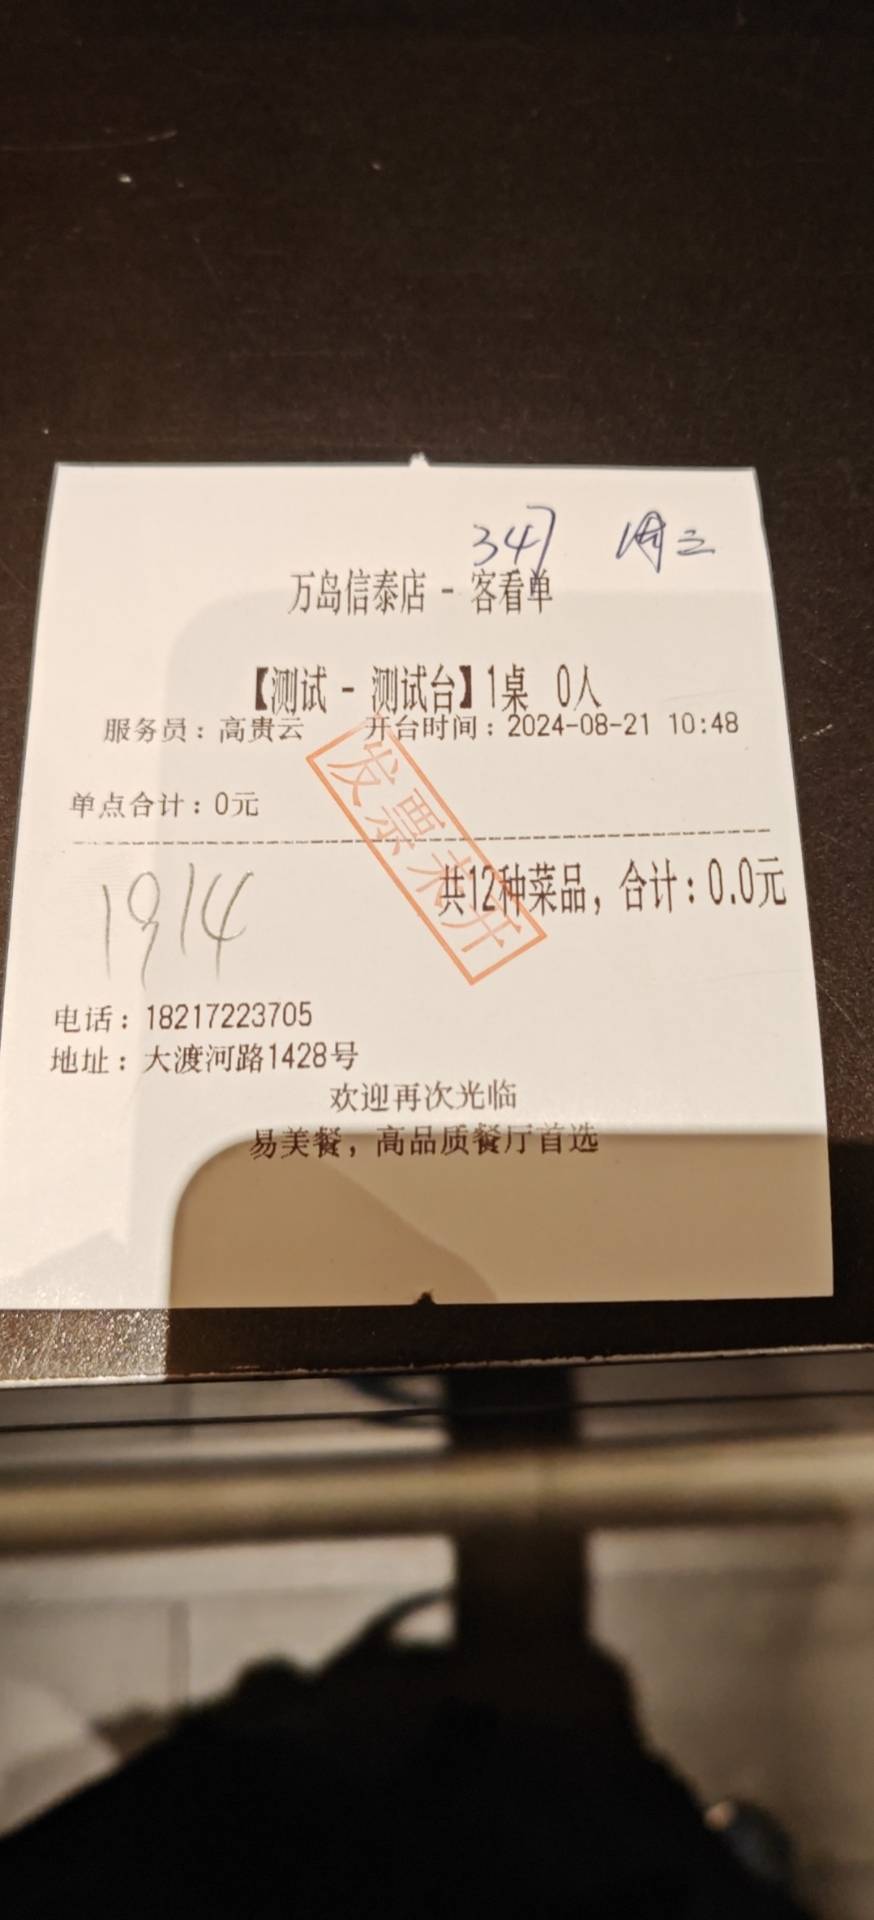 347 周三
万岛信泰店 - 客看单
【测试 - 测试台】1桌 0人
服务员：高贵云 开台时间：2024-08-21 10:48
单点合计：0元
发票未开
共12种菜品，合计：0.0元
1914
电话：18217223705
地址：大渡河路1428号
欢迎再次光临
易美餐，高品质餐厅首选